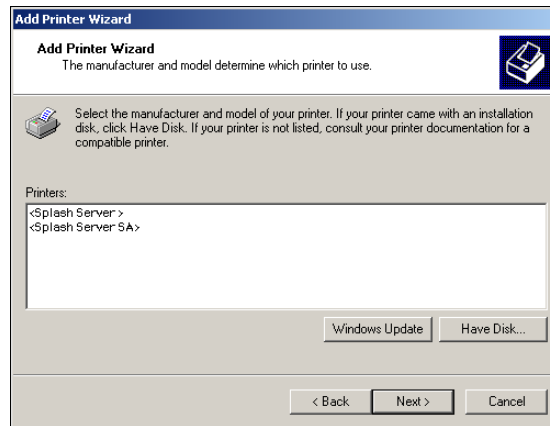 Add Printer Wizard
Add Printer Wizard
The manufacturer and model determine which printer to use.
Select the manufacturer and model of your printer. If your printer came with an installation
disk, click Have Disk. If your printer is not listed, consult your printer documentation for a
compatible printer.
Printers:
<Splash Server>
<Splash Server SA>
Windows Update
Have Disk...
< Back
Next >
Cancel